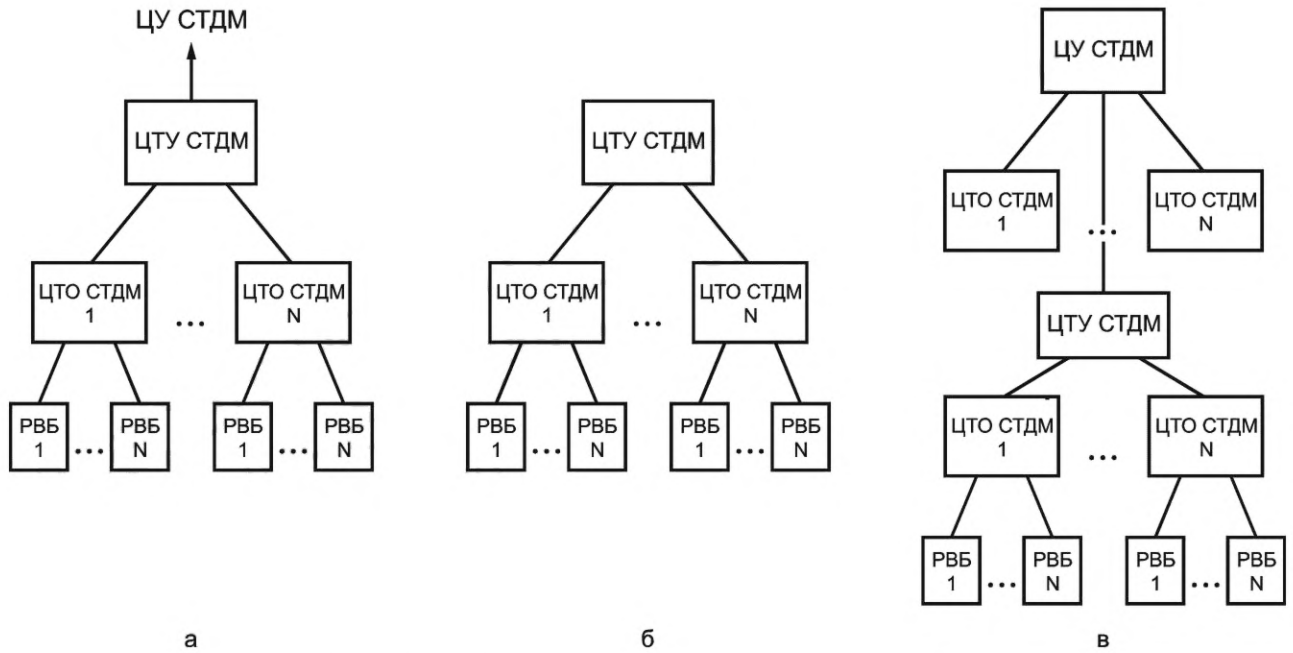 ЦУ СТДМ
ЦТУ СТДМ
ЦТО СТДМ
1
...
ЦТО СТДМ
N
РВБ
1
...
РВБ
N
РВБ
1
...
РВБ
N
а
ЦТУ СТДМ
ЦТО СТДМ
1
...
ЦТО СТДМ
N
РВБ
1
...
РВБ
N
РВБ
1
...
РВБ
N
б
ЦУ СТДМ
ЦТО СТДМ
1
...
ЦТО СТДМ
N
ЦТУ СТДМ
ЦТО СТДМ
1
...
ЦТО СТДМ
N
РВБ
1
...
РВБ
N
РВБ
1
...
РВБ
N
в